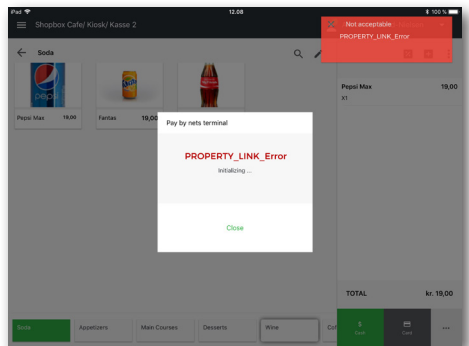 iPad
12.08
100 %
Shopbox Cafe/ Kiosk/ Kasse 2
Not acceptable
PROPERTY_LINK_Error
Soda
pepsi
Pepsi Max 19,00
Fantas 19,00
Pepsi Max 19,00
X1
Pay by nets terminal
PROPERTY_LINK_Error
Initializing ...
Close
TOTAL kr. 19,00
Soda
Appetizers
Main Courses
Desserts
Wine
Cof
Cash
Card